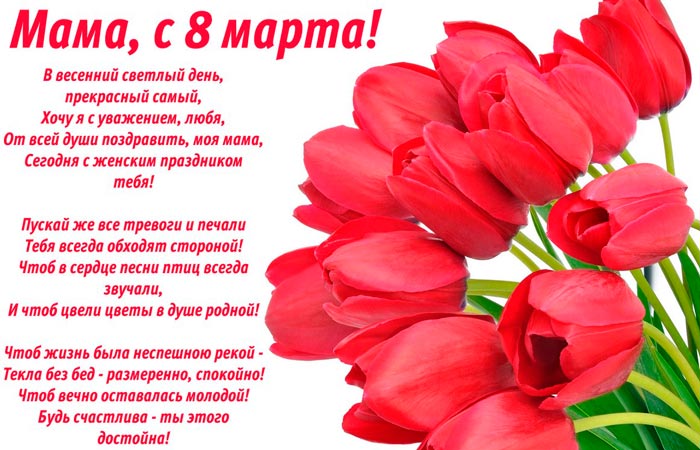 Мама, с 8 марта!
В весенний светлый день,
прекрасный самый,
Хочу я с уважением, любя,
От всей души поздравить, моя мама,
Сегодня с женским праздником
тебя!
Пускай же все тревоги и печали
Тебя всегда обходят стороной!
Чтоб в сердце песни птиц всегда
звучали,
И чтоб цвели цветы в душе родной!
Чтоб жизнь была неспешною рекой -
Текла без бед - размеренно, спокойно!
Чтоб вечно оставалась молодой!
Будь счастлива - ты этого
достойна!